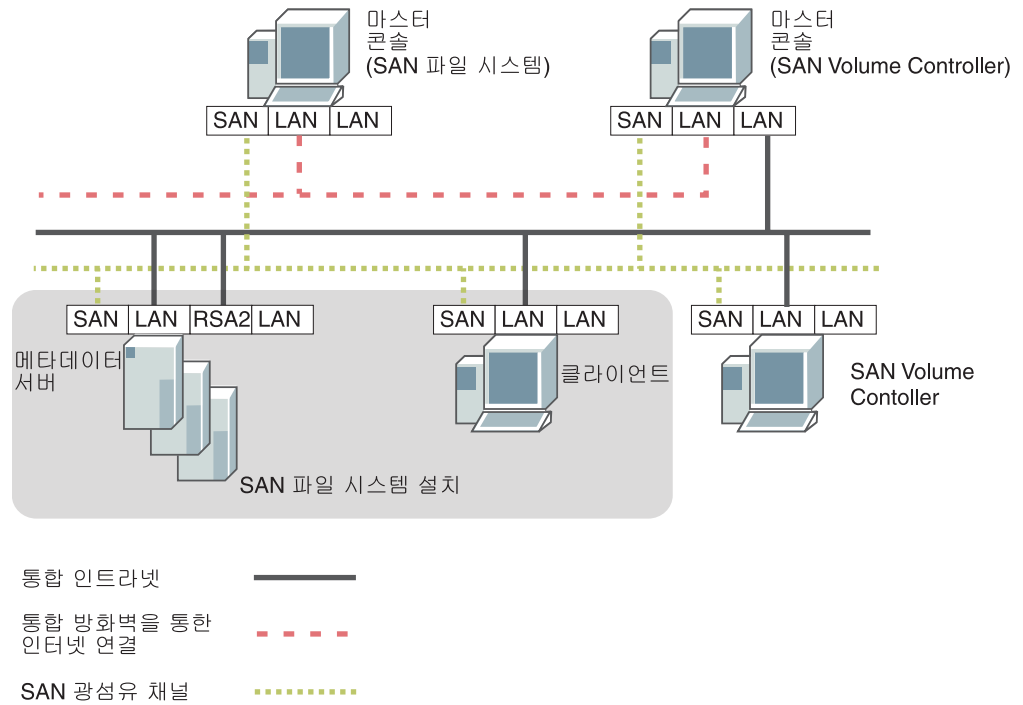 마스터
콘솔
(SAN 파일 시스템)
마스터
콘솔
(SAN Volume Controller)
SAN LAN LAN
SAN LAN LAN
SAN LAN RSA2 LAN
SAN LAN LAN
SAN LAN LAN
메타데이터
서버
클라이언트
SAN Volume
Contoller
SAN 파일 시스템 설치
통합 인트라넷
통합 방화벽을 통한
인터넷 연결
SAN 광섬유 채널